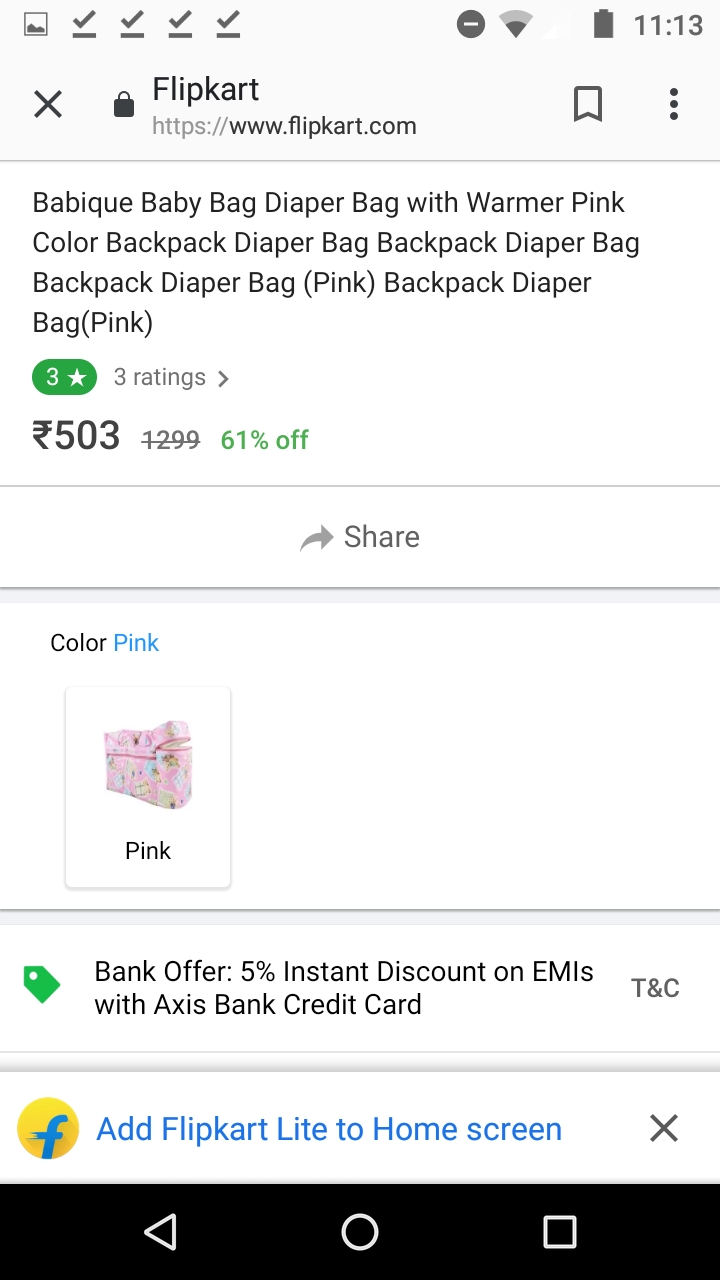 11:13
Flipkart
https://www.flipkart.com
Babique Baby Bag Diaper Bag with Warmer Pink
Color Backpack Diaper Bag Backpack Diaper Bag
Backpack Diaper Bag (Pink) Backpack Diaper
Bag(Pink)
3 ★ 3 ratings
₹503 1299 61% off
Share
Color Pink
Pink
Bank Offer: 5% Instant Discount on EMIs
with Axis Bank Credit Card
T&C
Add Flipkart Lite to Home screen